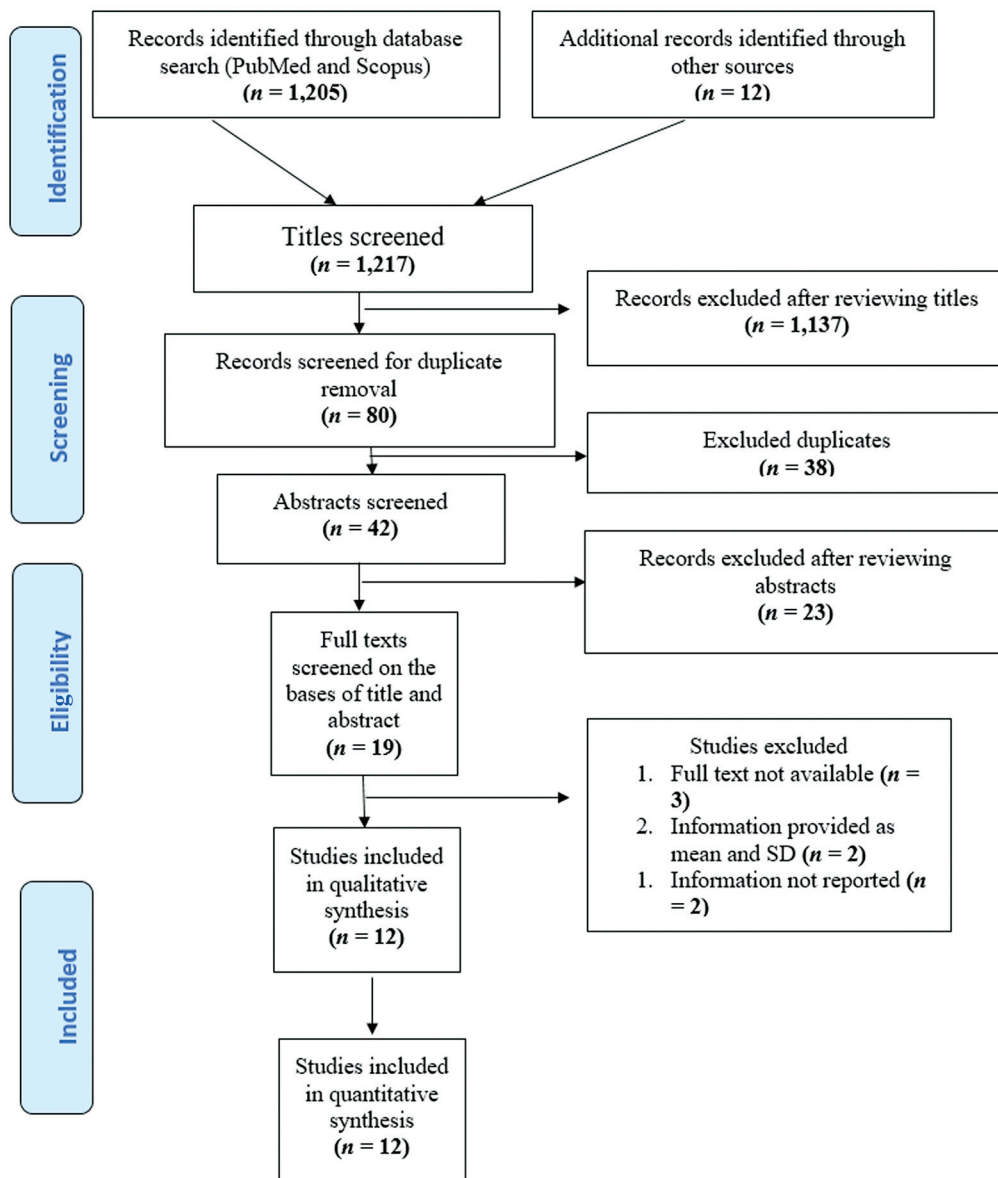 Identification
Records identified through database
search (PubMed and Scopus)
(n = 1,205)
Additional records identified through
other sources
(n = 12)
Titles screened
(n = 1,217)
Screening
Records excluded after reviewing titles
(n = 1,137)
Records screened for duplicate
removal
(n = 80)
Excluded duplicates
(n = 38)
Abstracts screened
(n = 42)
Eligibility
Records excluded after reviewing
abstracts
(n = 23)
Full texts
screened on the
bases of title and
abstract
(n = 19)
Studies excluded
1. Full text not available (n =
3)
2. Information provided as
mean and SD (n = 2)
1. Information not reported (n
= 2)
Included
Studies included
in qualitative
synthesis
(n = 12)
Studies included
in quantitative
synthesis
(n = 12)